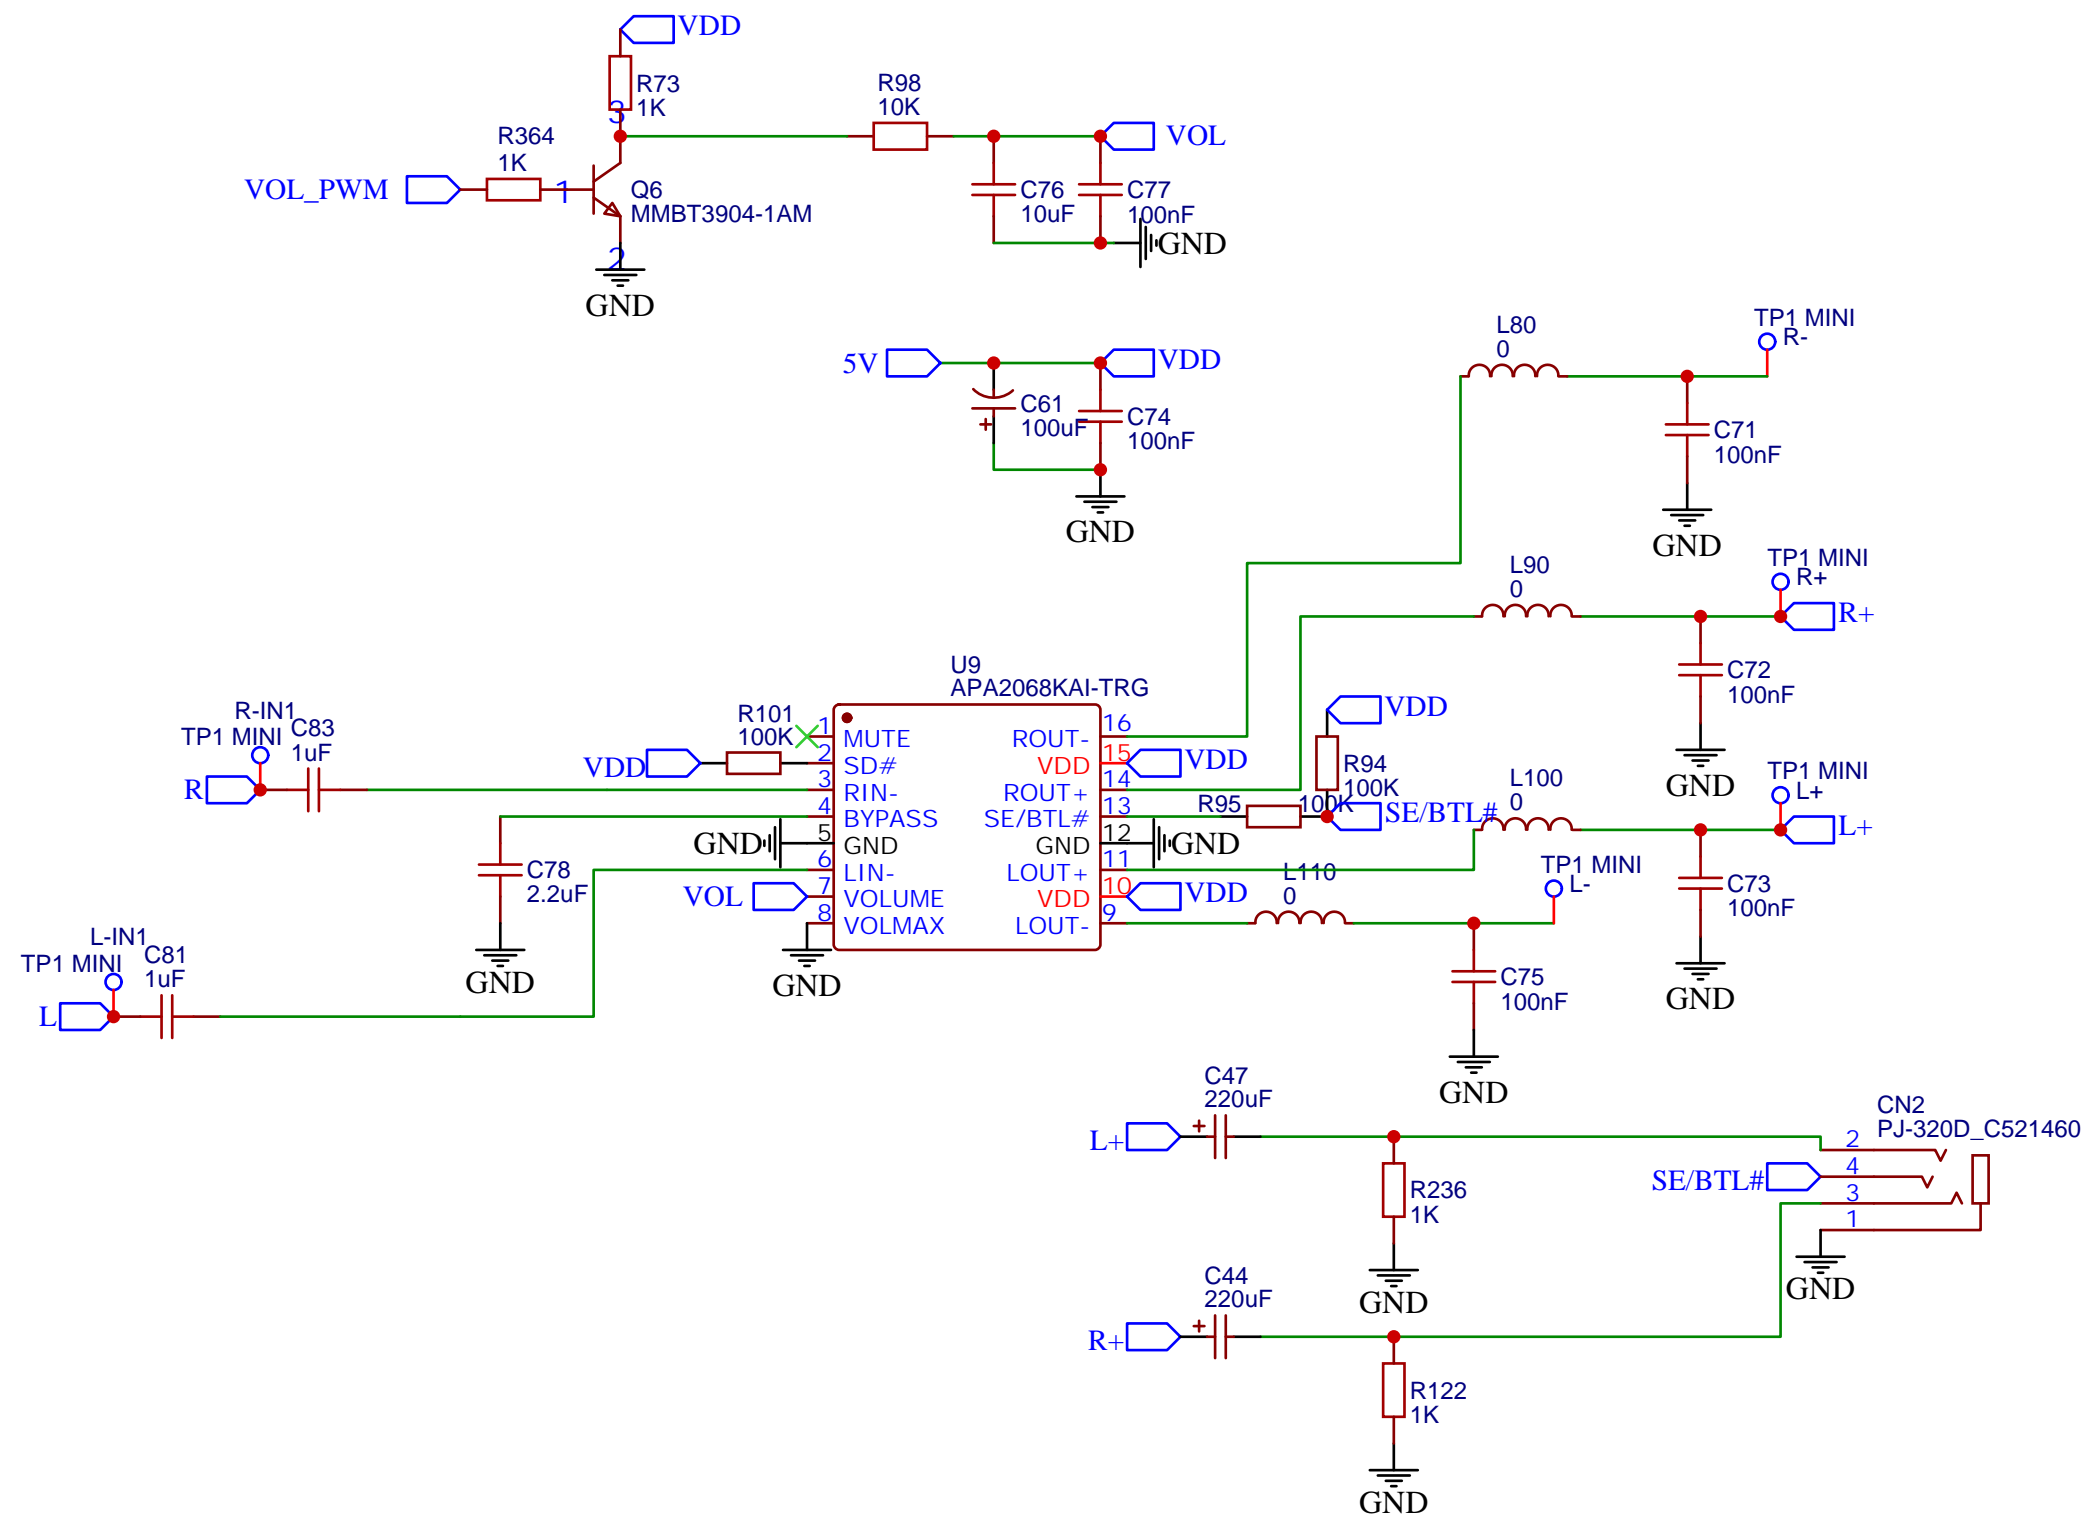 VDD
R73
1K
3
R98
10K
R364
1K
VOL_PWM
1
Q6
MMBT3904-1AM
2
GND
C76
10uF
C77
100nF
VOL
GND
5V
VDD
C61
100uF
+
C74
100nF
GND
L80
0
TP1 MINI
R-
C71
100nF
GND
L90
0
TP1 MINI
R+
R+
C72
100nF
GND
U9
APA2068KAI-TRG
R-IN1
TP1 MINI
C83
1uF
R
VDD
R101
100K
1
MUTE
2
SD#
3
RIN-
4
BYPASS
5
GND
6
LIN-
7
VOLUME
8
VOLMAX
16
ROUT-
15
VDD
14
ROUT+
13
SE/BTL#
12
GND
11
LOUT+
10
VDD
9
LOUT-
GND
VOL
GND
C78
2.2uF
GND
L-IN1
TP1 MINI
C81
1uF
L
VDD
VDD
R94
100K
R95
100K
SE/BTL#
GND
VDD
L100
0
TP1 MINI
L+
L+
C73
100nF
GND
L110
0
TP1 MINI
L-
C75
100nF
GND
C47
220uF
L+
+
R236
1K
GND
C44
220uF
R+
+
R122
1K
GND
CN2
PJ-320D_C521460
2
SE/BTL#
4
3
1
GND